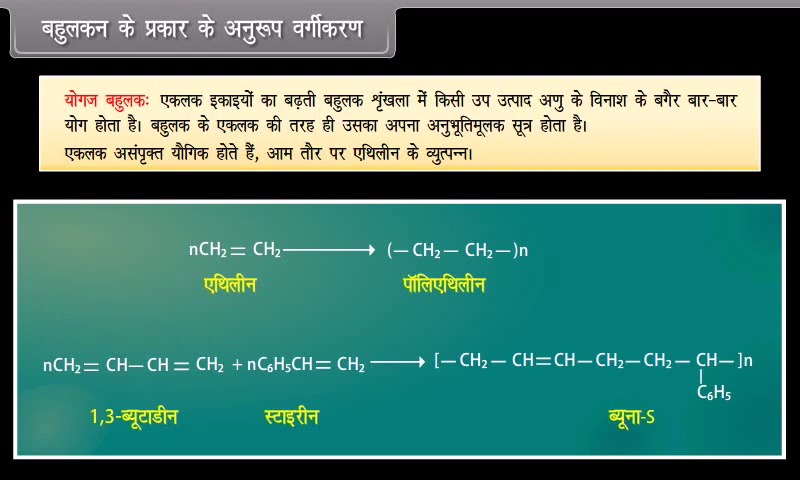 बहुलकन के प्रकार के अनुरूप वर्गीकरण
योगज बहुलकः एकलक इकाइयों का बढ़ती बहुलक शृंखला में किसी उप उत्पाद अणु के विनाश के बगैर बार-बार
योग होता है। बहुलक के एकलक की तरह ही उसका अपना अनुभूतिमूलक सूत्र होता है।
एकलक असंपृक्त यौगिक होते हैं, आम तौर पर एथिलीन के व्युत्पन्न।
nCH₂ = CH₂ ⟶ (— CH₂ — CH₂ —)n
एथिलीन पॉलिएथिलीन
nCH₂ = CH — CH = CH₂ + nC₆H₅CH = CH₂ ⟶ [— CH₂ — CH=CH — CH₂ — CH₂ — CH —]n
C₆H₅
1,3-ब्यूटाडीन स्टाइरीन ब्यूना-S